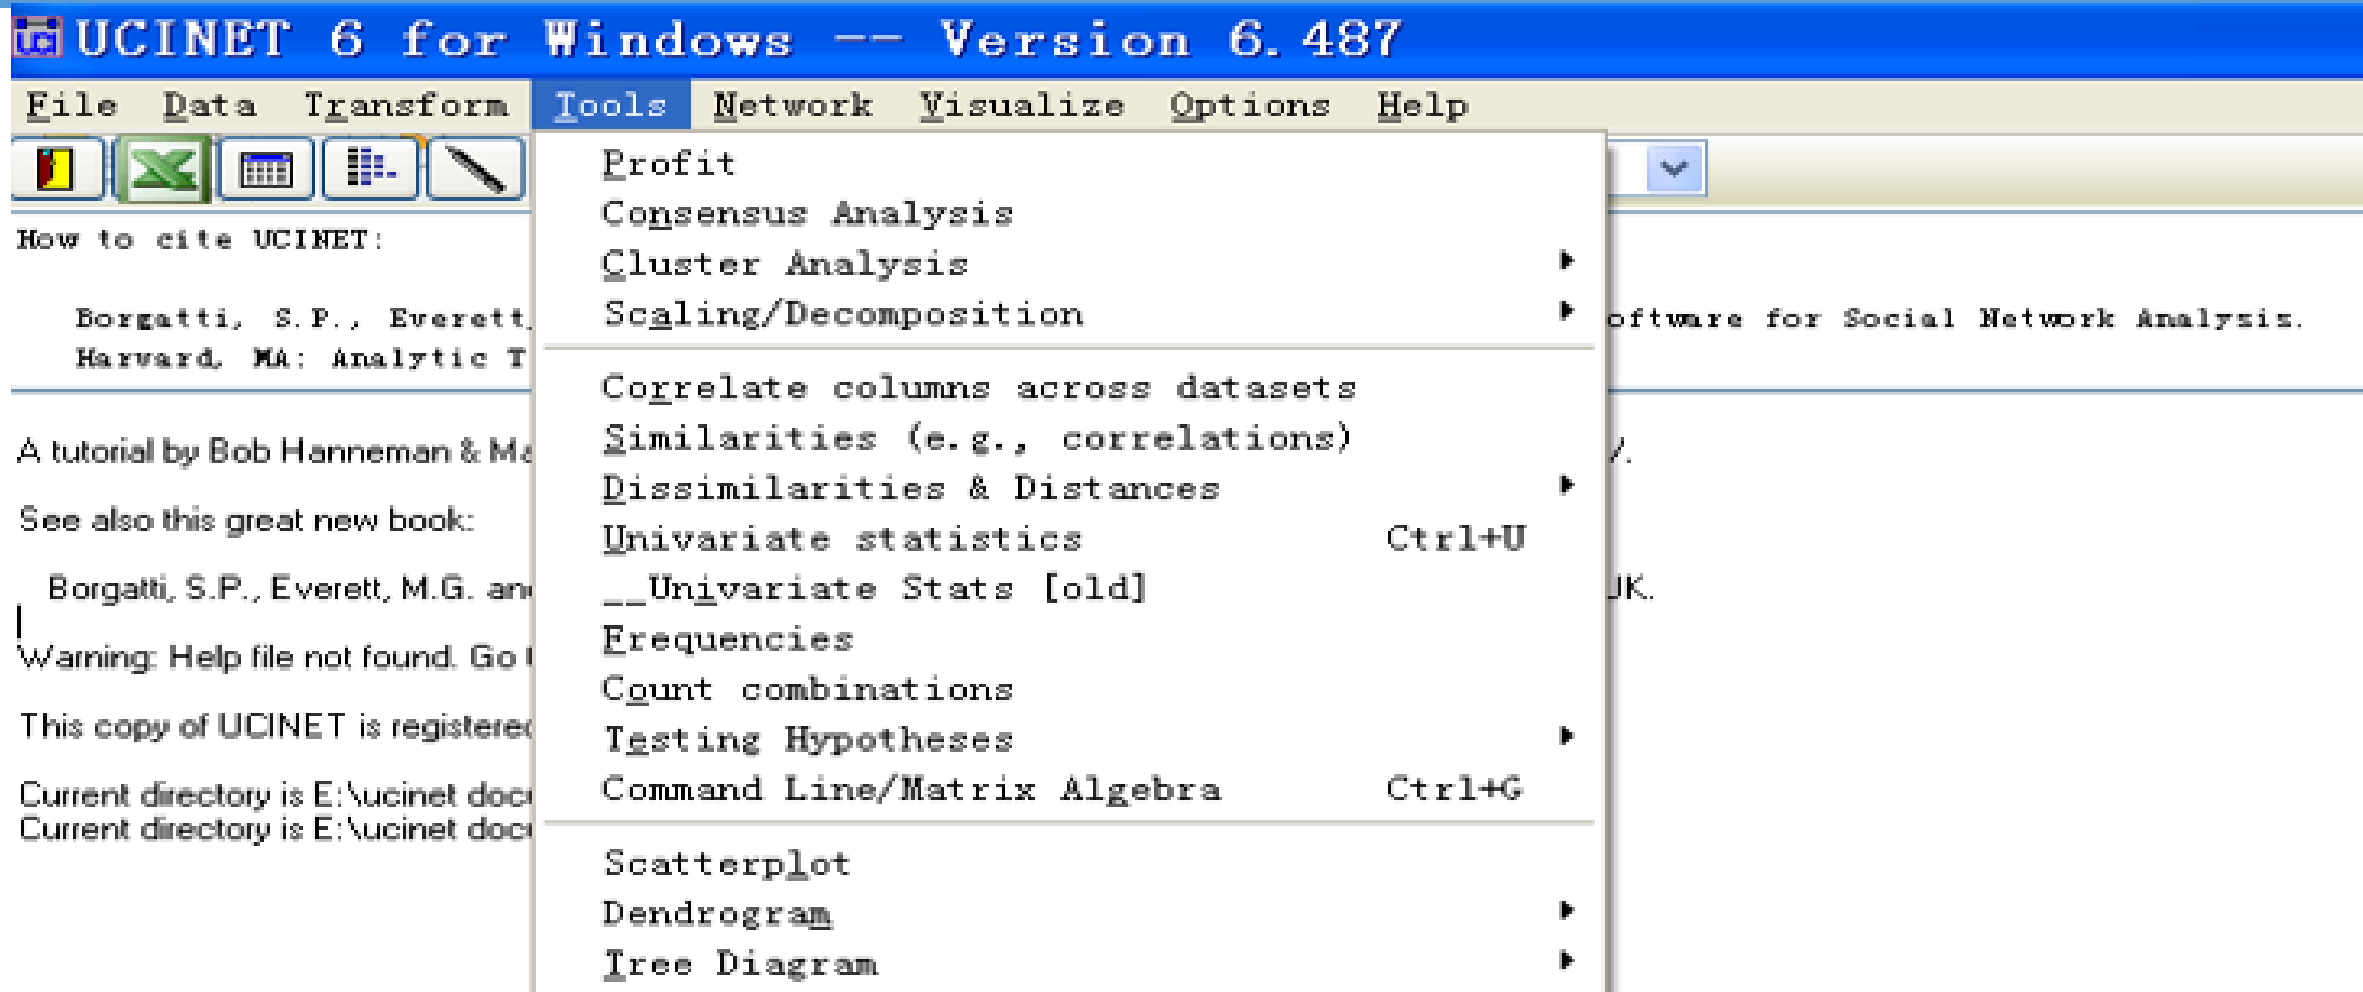 UCINET 6 for Windows -- Version 6.487
File Data Transform Tools Network Visualize Options Help
How to cite UCINET:
Borgatti, S.P., Everett,
oftware for Social Network Analysis.
Harvard, MA: Analytic T
A tutorial by Bob Hanneman & Ma
y.
See also this great new book:
Borgatti, S.P., Everett, M.G. and
UK.
Warning: Help file not found. Go
This copy of UCINET is registered
Current directory is E:\ucinet doc
Current directory is E:\ucinet doc
Profit
Consensus Analysis
Cluster Analysis
Scaling/Decomposition
Correlate columns across datasets
Similarities (e.g., correlations)
Dissimilarities & Distances
Univariate statistics Ctrl+U
__Univariate Stats [old]
Frequencies
Count combinations
Testing Hypotheses
Command Line/Matrix Algebra Ctrl+G
Scatterplot
Dendrogram
Tree Diagram